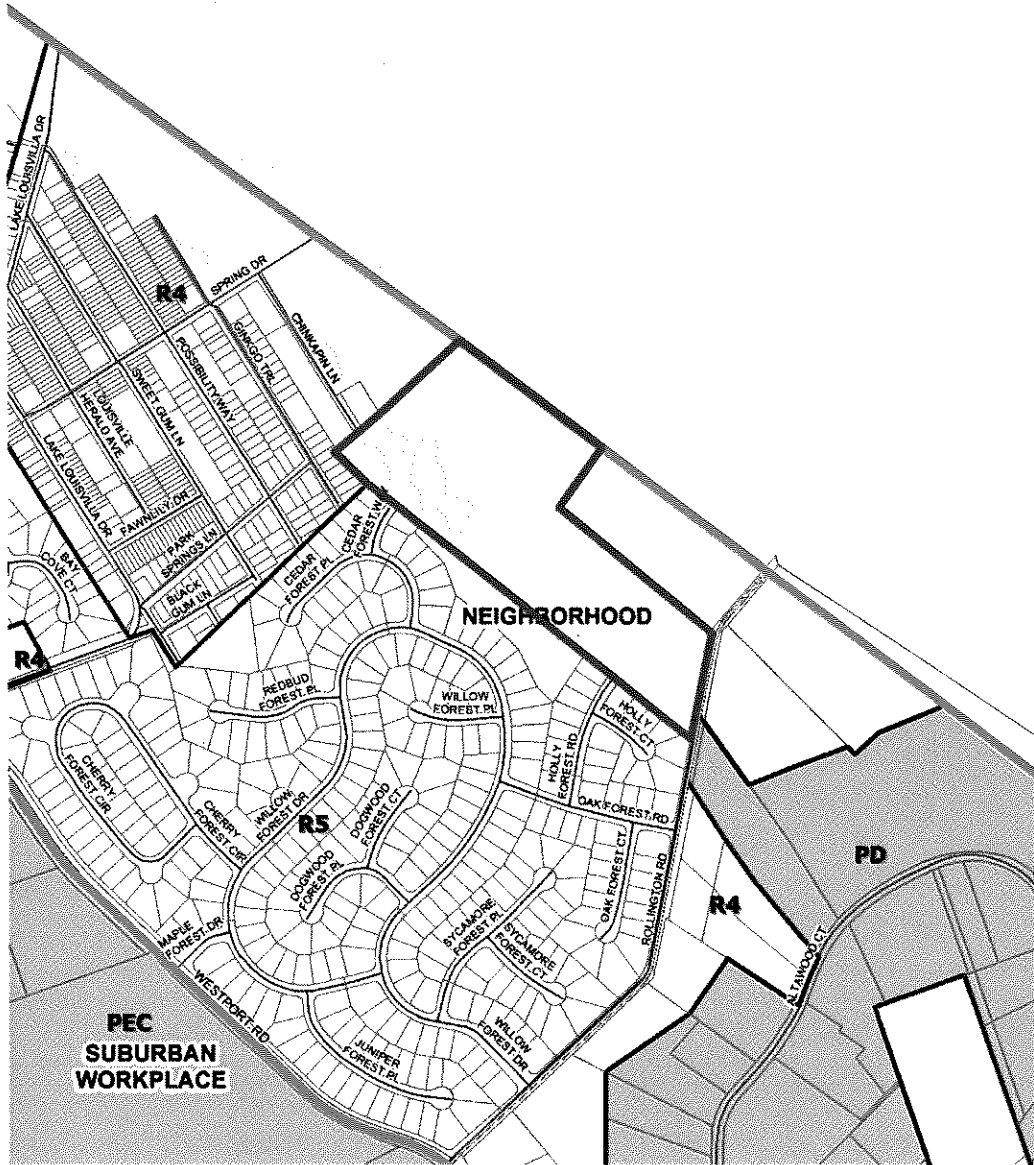 LAKE LOUISVILLA DR
R4
SPRING DR
GINKGO TRL
CHINKAPIN LN
POSSIBILITY WAY
SWEET GUM LN
LOUISVILLE
HERALD AVE
LAKE LOUISVILLA DR
FAWNLILY DR
PARK
SPRINGS LN
BLACK
GUM LN
BAY
COVE CT
R4
CEDAR
FOREST PL
CEDAR
FOREST WAY
NEIGHBORHOOD
REDBUD
FOREST PL
WILLOW
FOREST PL
HOLLY
FOREST CT
HOLLY
FOREST RD
OAK FOREST RD
CHERRY
FOREST CIR
CHERRY
FOREST CIR
WILLOW
FOREST DR
R5
DOGWOOD
FOREST CT
DOGWOOD
FOREST PL
OAK FOREST CT
ROLLINGTON RD
PD
R4
SYCAMORE
FOREST PL
SYCAMORE
FOREST CT
ALTAWOOD CT
MAPLE
FOREST DR
WESTPORT RD
JUNIPER
FOREST PL
WILLOW
FOREST DR
PEC
SUBURBAN
WORKPLACE